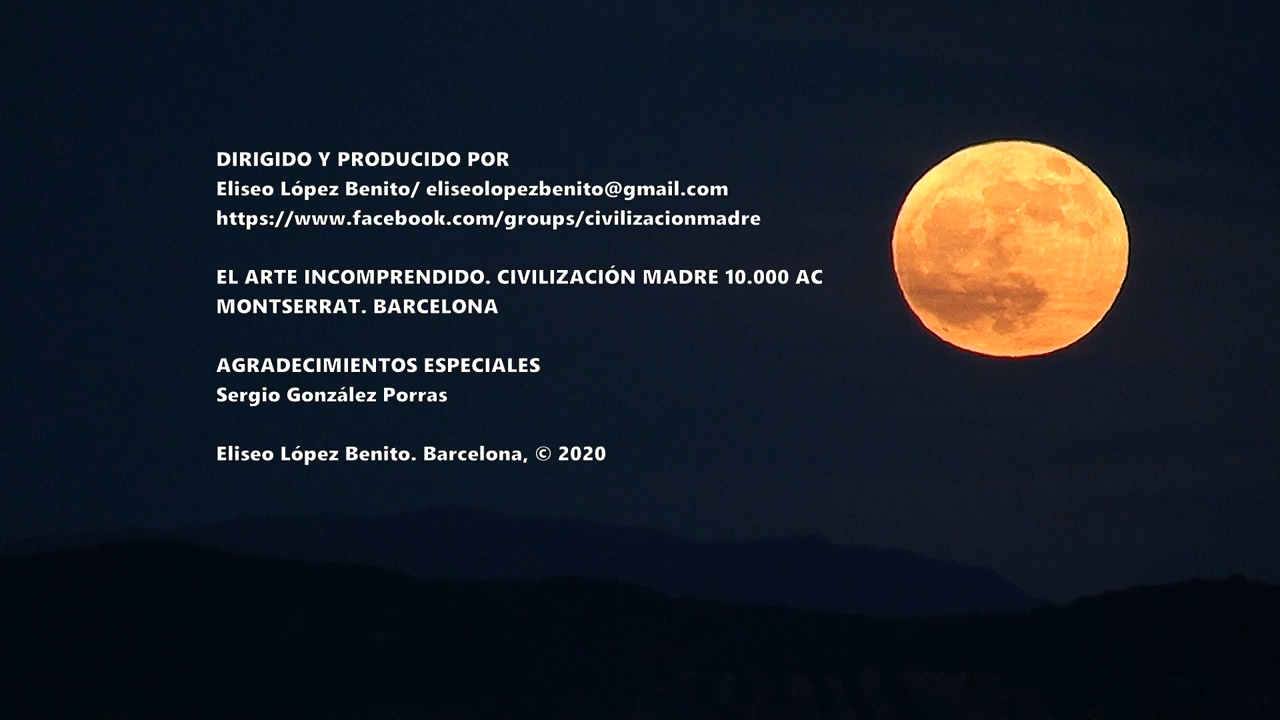 DIRIGIDO Y PRODUCIDO POR
Eliseo López Benito/ eliseolopezbenito@gmail.com
https://www.facebook.com/groups/civilizacionmadre
EL ARTE INCOMPRENDIDO. CIVILIZACIÓN MADRE 10.000 AC
MONTSERRAT. BARCELONA
AGRADECIMIENTOS ESPECIALES
Sergio González Porras
Eliseo López Benito. Barcelona, © 2020